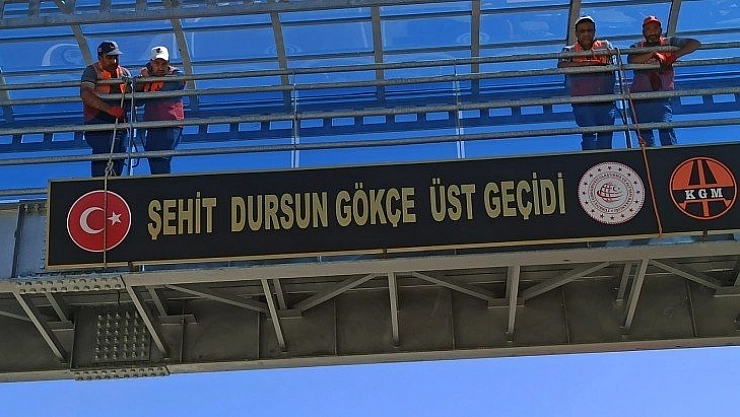 ŞEHİT DURSUN GÖKÇE ÜST GEÇİDİ
KGM